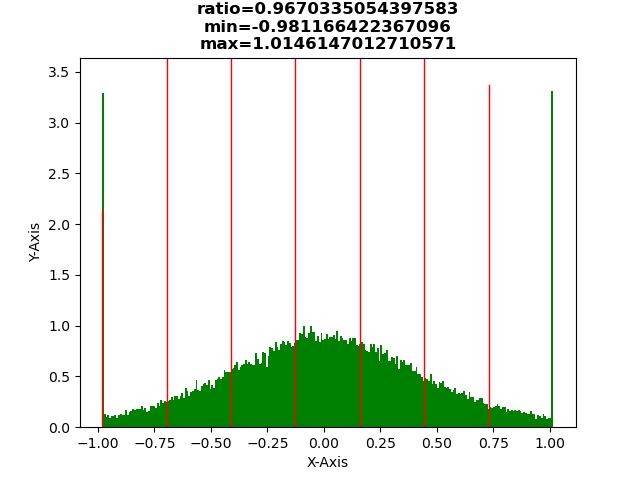 ratio=0.9670335054397583
min=-0.981166422367096
max=1.0146147012710571
3.5
3.0
2.5
2.0
1.5
1.0
0.5
0.0
Y-Axis
−1.00 −0.75 −0.50 −0.25 0.00 0.25 0.50 0.75 1.00
X-Axis